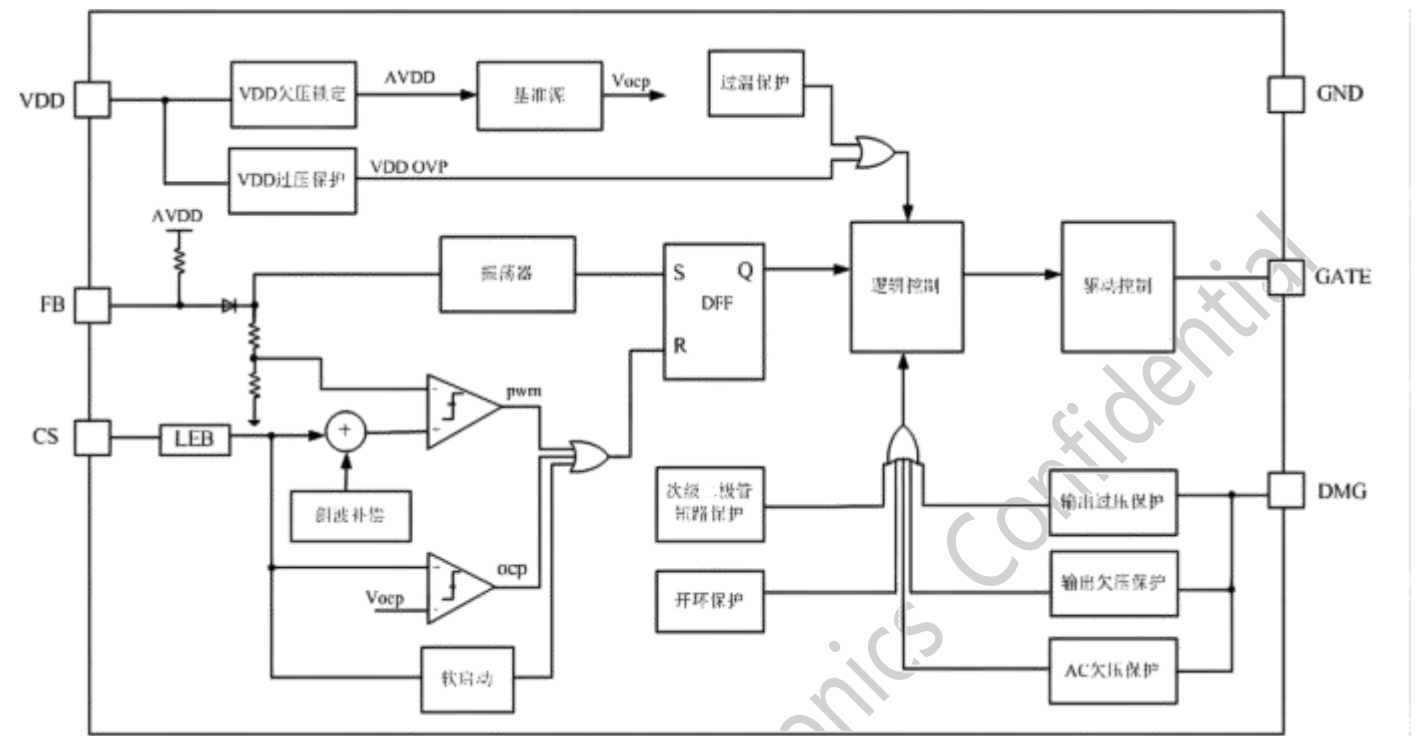 VDD
VDD欠压锁定
AVDD
基准源
Vocp
过温保护
GND
VDD过压保护
VDD OVP
AVDD
FB
振荡器
S
Q
DFF
R
逻辑控制
驱动控制
GATE
CS
LEB
+
-
-
pwm
斜波补偿
Vocp
-
-
ocp
软启动
次级二极管
短路保护
开环保护
输出过压保护
输出欠压保护
AC欠压保护
DMG
onics Confidential